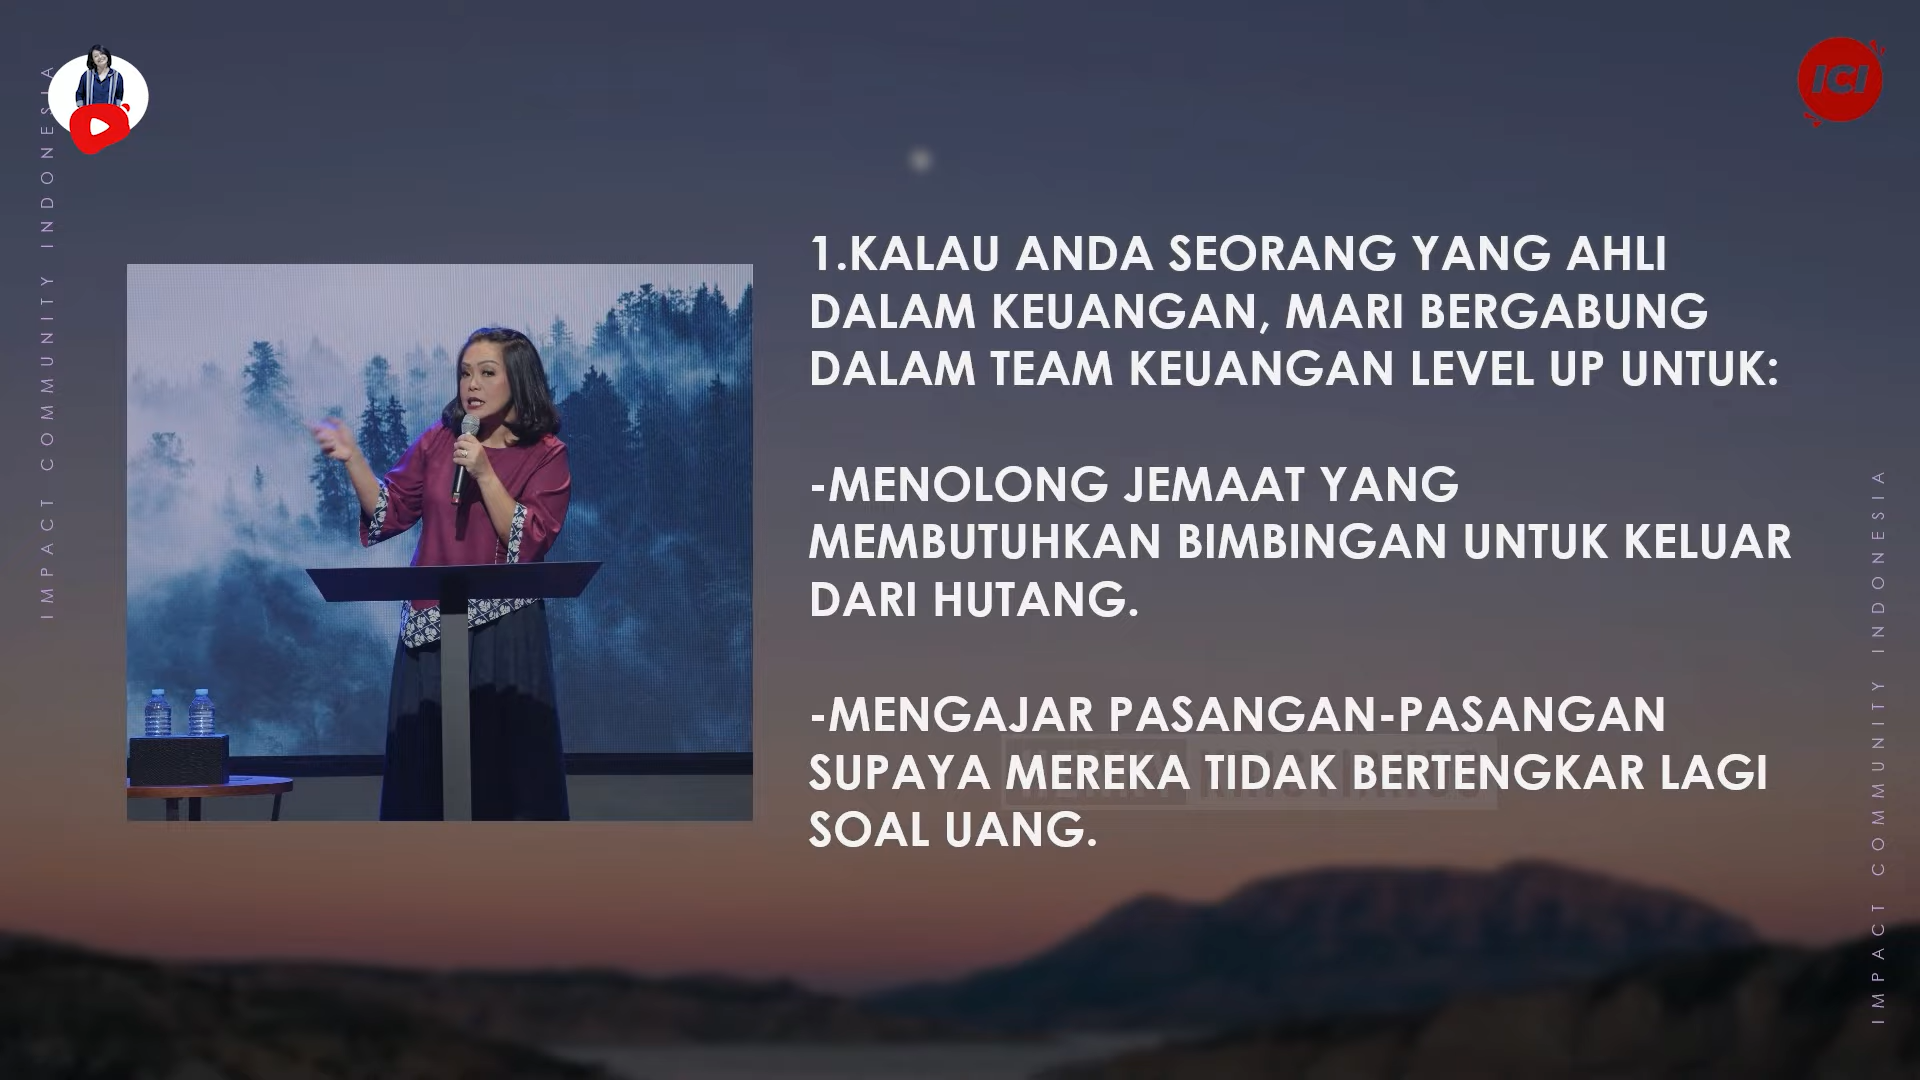 IMPACT COMMUNITY INDONESIA
ICI
1.KALAU ANDA SEORANG YANG AHLI
DALAM KEUANGAN, MARI BERGABUNG
DALAM TEAM KEUANGAN LEVEL UP UNTUK:
-MENOLONG JEMAAT YANG
MEMBUTUHKAN BIMBINGAN UNTUK KELUAR
DARI HUTANG.
-MENGAJAR PASANGAN-PASANGAN
SUPAYA MEREKA TIDAK BERTENGKAR LAGI
SOAL UANG.
IMPACT COMMUNITY INDONESIA